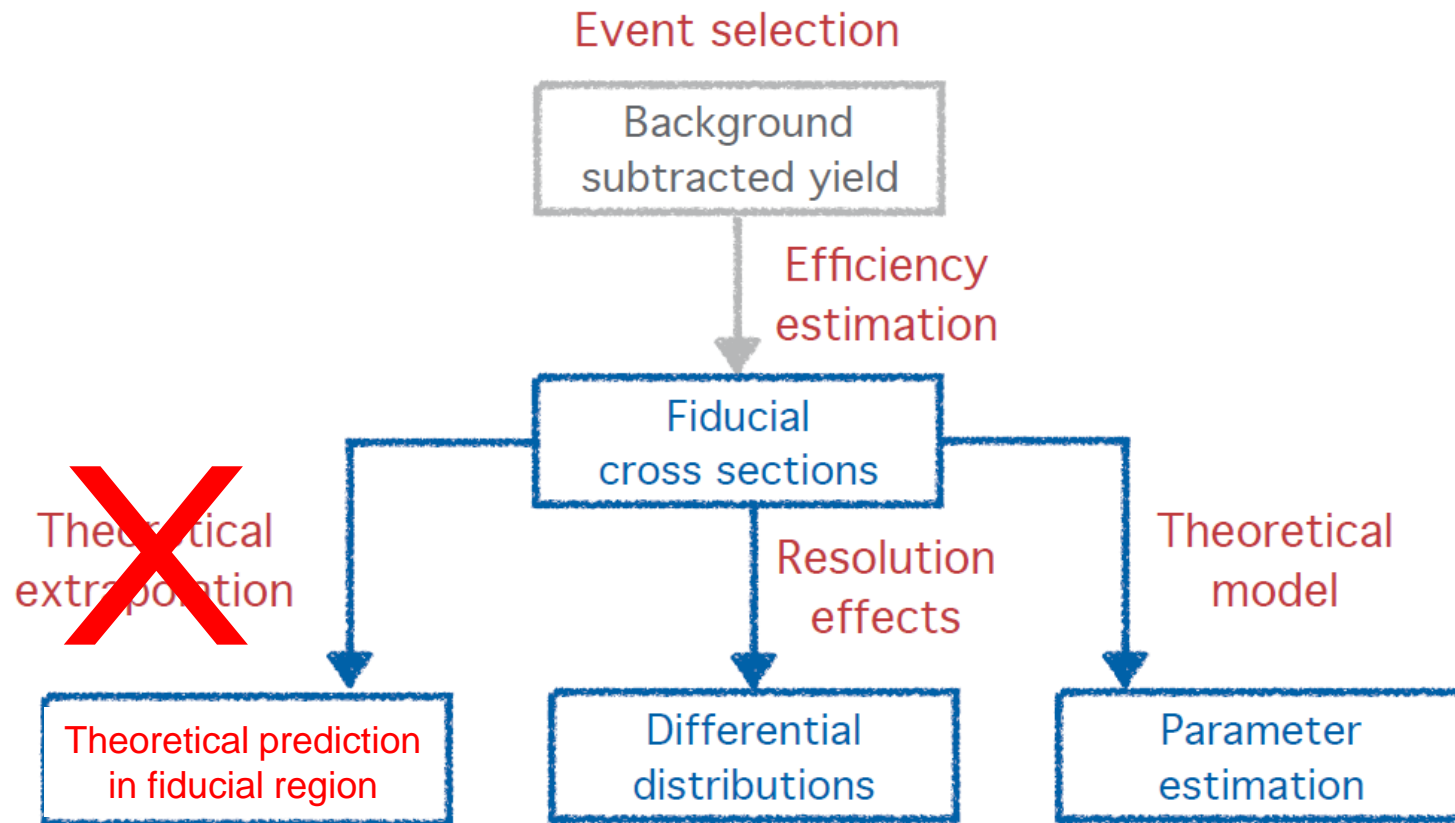 Event selection
Background
subtracted yield
Efficiency
estimation
Fiducial
cross sections
Theoretical
extrapolation
Resolution
effects
Theoretical
model
Theoretical prediction
in fiducial region
Differential
distributions
Parameter
estimation